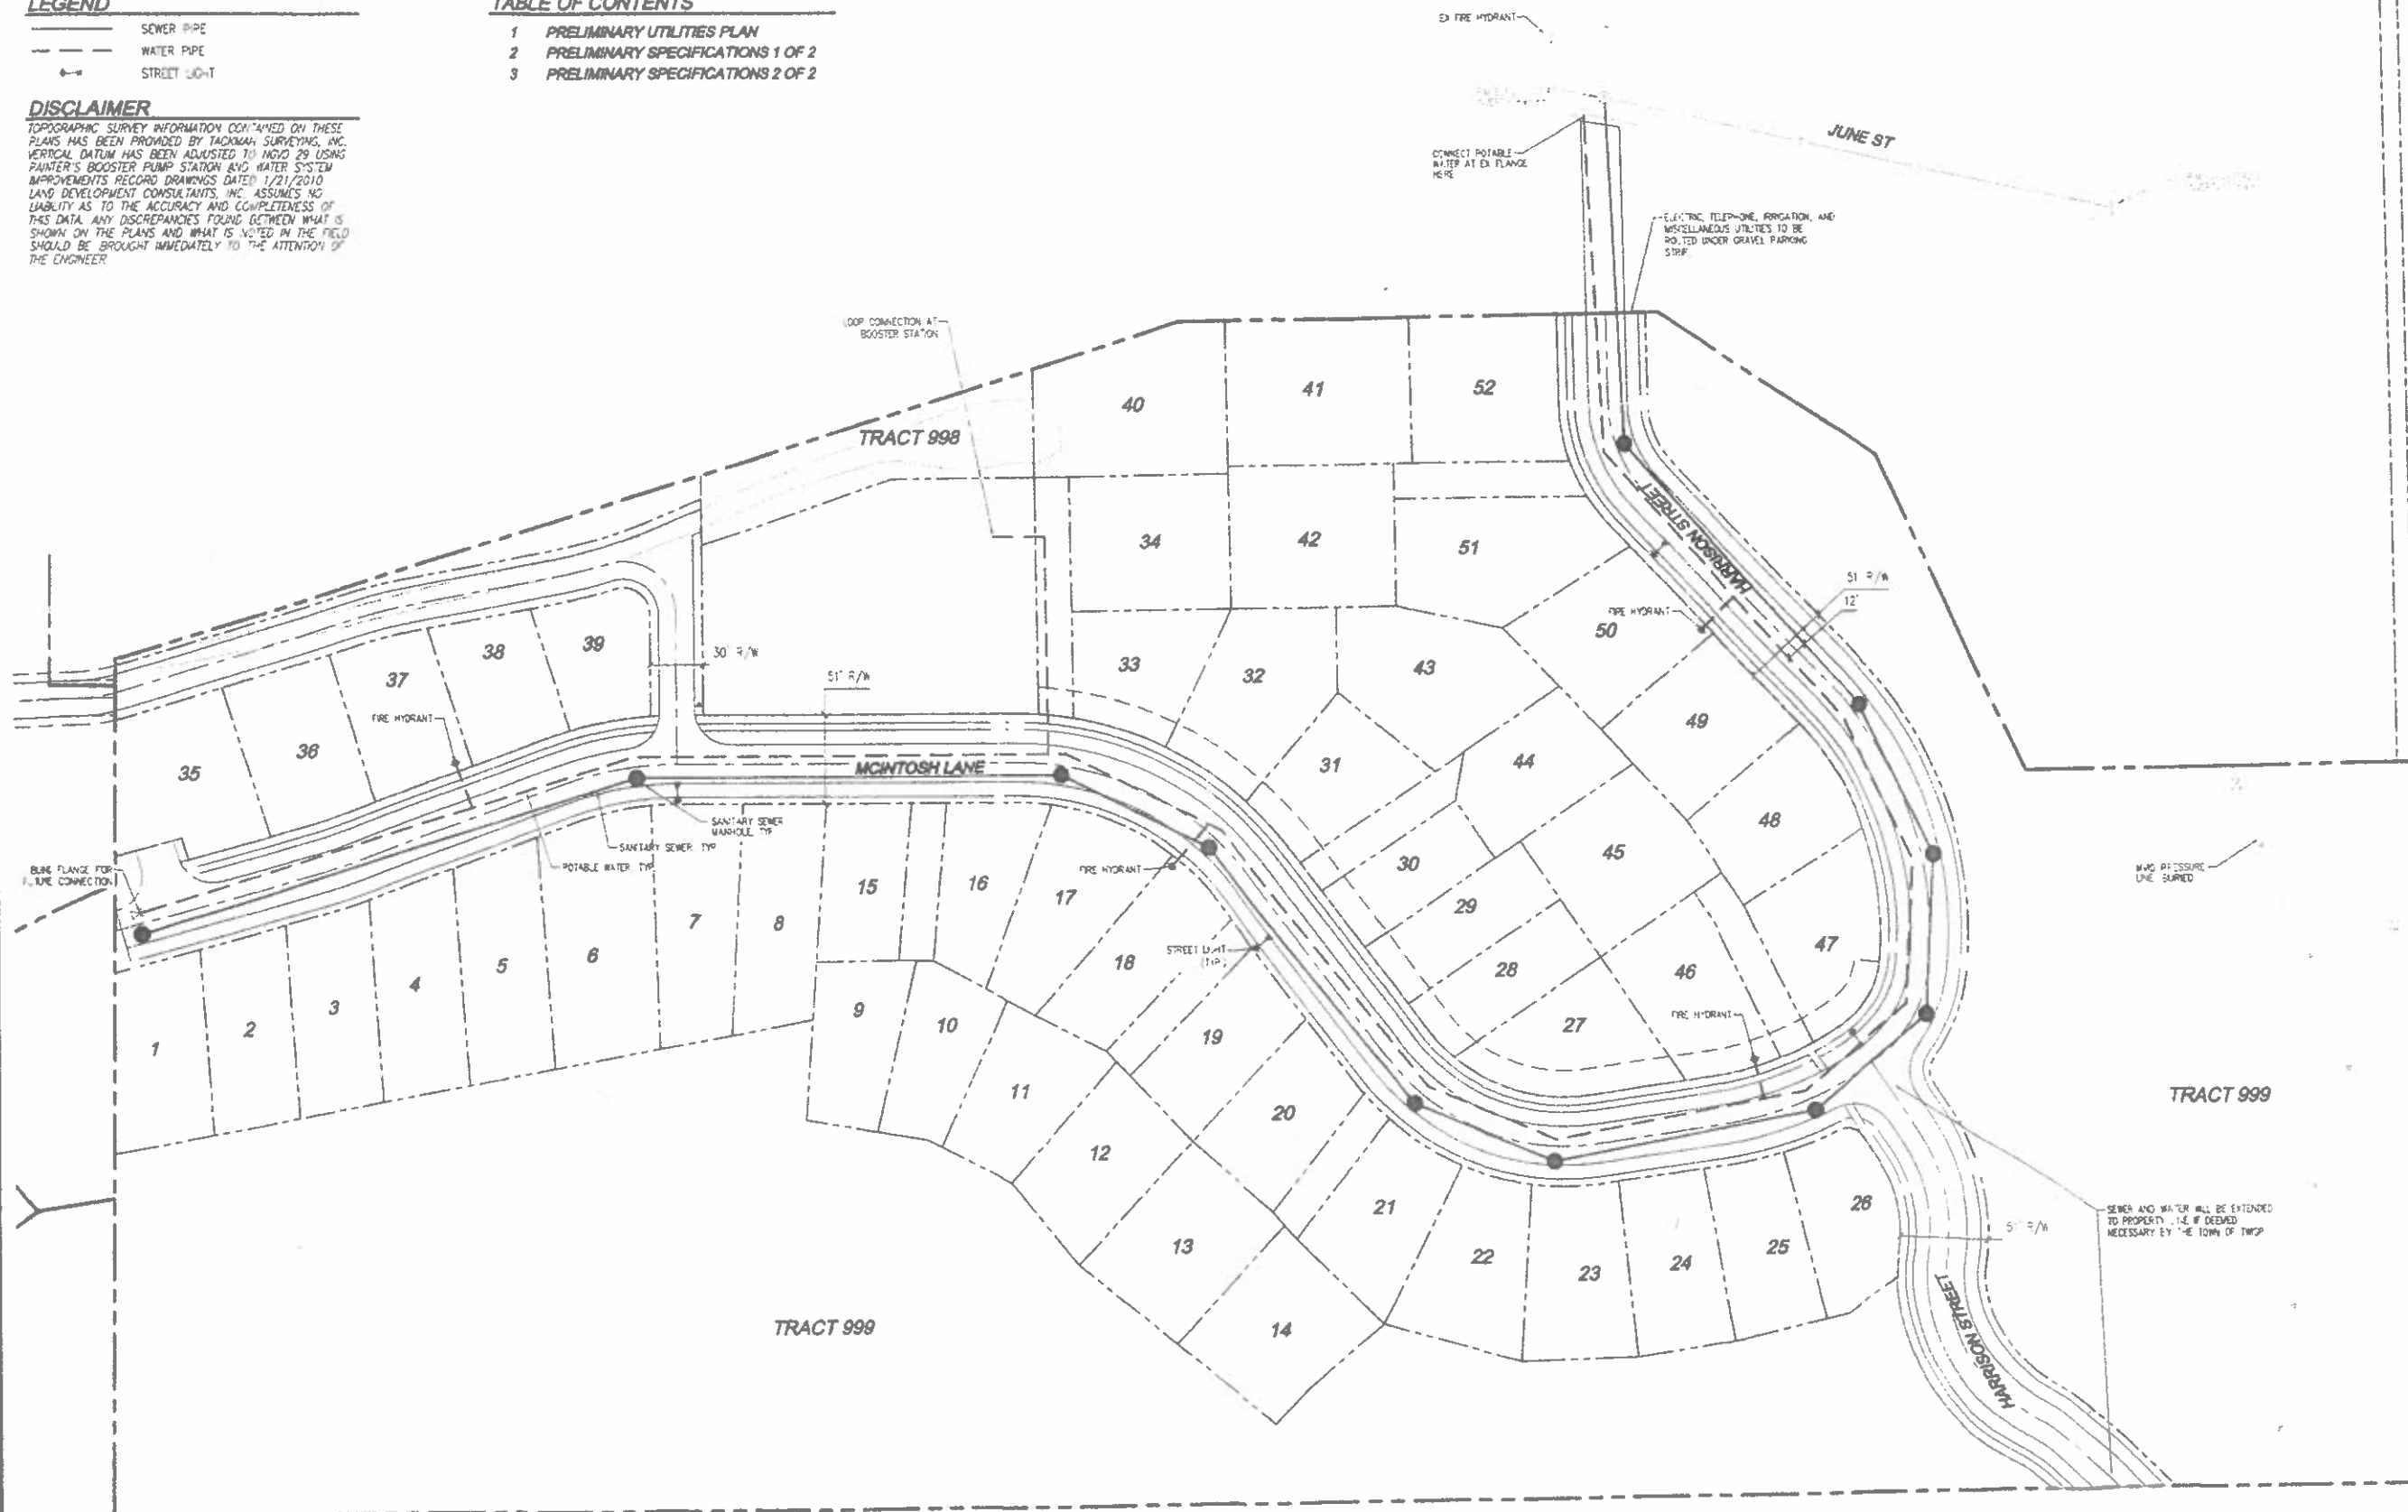 LEGEND
SEWER PIPE
WATER PIPE
STREET LIGHT
TABLE OF CONTENTS
1 PRELIMINARY UTILITIES PLAN
2 PRELIMINARY SPECIFICATIONS 1 OF 2
3 PRELIMINARY SPECIFICATIONS 2 OF 2
DISCLAIMER
TOPOGRAPHIC SURVEY INFORMATION CONTAINED ON THESE
PLANS HAS BEEN PROVIDED BY TACKMAN SURVEYING, INC.
VERTICAL DATUM HAS BEEN ADJUSTED TO NGVD 29 USING
PAINTER'S BOOSTER PUMP STATION AND WATER SYSTEM
IMPROVEMENTS RECORD DRAWINGS DATED 1/21/2010
LAND DEVELOPMENT CONSULTANTS, INC. ASSUMES NO
LIABILITY AS TO THE ACCURACY AND COMPLETENESS OF
THIS DATA. ANY DISCREPANCIES FOUND BETWEEN WHAT IS
SHOWN ON THE PLANS AND WHAT IS NOTED IN THE FIELD
SHOULD BE BROUGHT IMMEDIATELY TO THE ATTENTION OF
THE ENGINEER
EX FIRE HYDRANT
JUNE ST
CONNECT POTABLE
WATER AT EX FLANGE
HERE
ELECTRIC, TELEPHONE, IRRIGATION, AND
MISCELLANEOUS UTILITIES TO BE
ROUTED UNDER GRAVEL PARKING
STRIP
LOOP CONNECTION AT
BOOSTER STATION
TRACT 998
40
41
52
34
42
51
HARRISON STREET
51' R/W
12'
FIRE HYDRANT
50
39
38
37
36
35
FIRE HYDRANT
30' R/W
51' R/W
33
32
43
49
31
44
48
MCINTOSH LANE
SANITARY SEWER
MANHOLE, TYP
SANITARY SEWER, TYP
POTABLE WATER, TYP
BLIND FLANGE FOR
FUTURE CONNECTION
FIRE HYDRANT
30
45
29
47
28
46
27
FIRE HYDRANT
STREET LIGHT
(TYP)
MWD PRESSURE
LINE BURIED
1
2
3
4
5
6
7
8
15
16
17
18
9
10
19
11
20
12
13
14
21
22
23
24
25
26
51' R/W
TRACT 999
HARRISON STREET
SEWER AND WATER WILL BE EXTENDED
TO PROPERTY LINE IF DEEMED
NECESSARY BY THE TOWN OF TWISP
TRACT 999